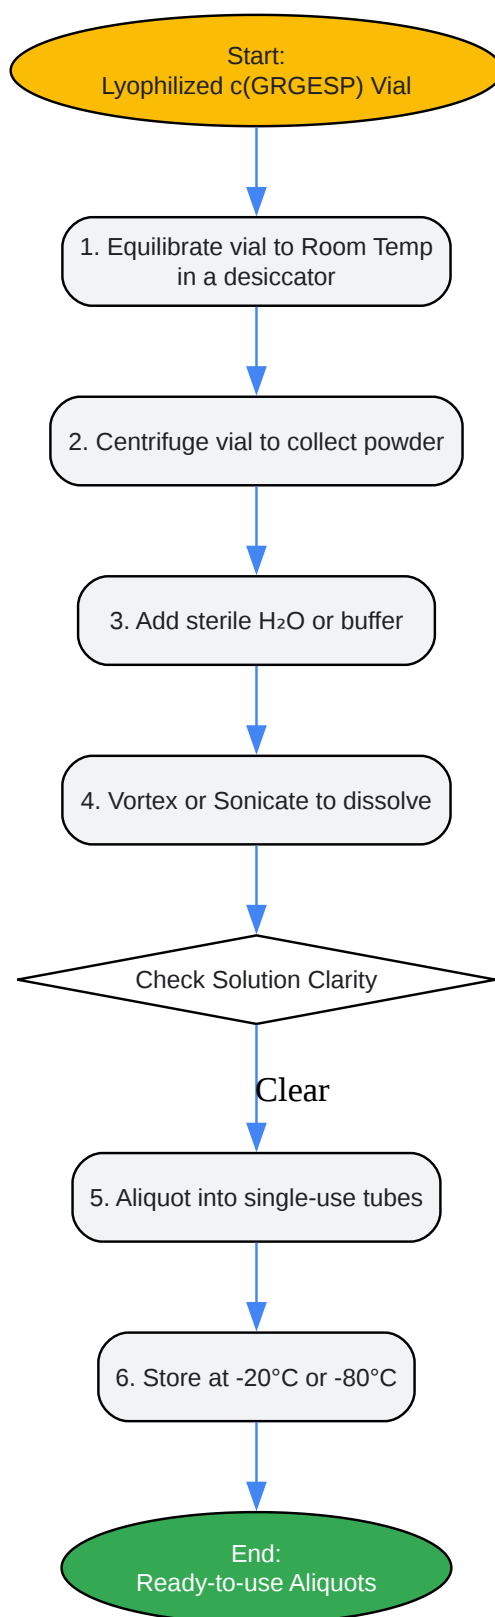 Start:
Lyophilized c(GRGESP) Vial
1. Equilibrate vial to Room Temp
in a desiccator
2. Centrifuge vial to collect powder
3. Add sterile H₂O or buffer
4. Vortex or Sonicate to dissolve
Check Solution Clarity
Clear
5. Aliquot into single-use tubes
6. Store at -20°C or -80°C
End:
Ready-to-use Aliquots